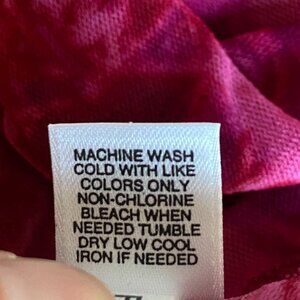 MACHINE WASH
COLD WITH LIKE
COLORS ONLY
NON-CHLORINE
BLEACH WHEN
NEEDED TUMBLE
DRY LOW COOL
IRON IF NEEDED